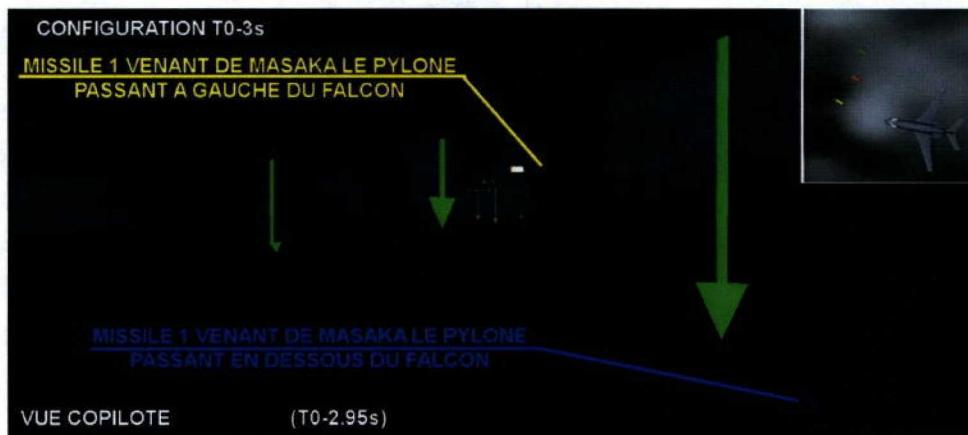 CONFIGURATION T0-3s
MISSILE 1 VENANT DE MASAKA LE PYLONE
PASSANT A GAUCHE DU FALCON
MISSILE 1 VENANT DE MASAKA LE PYLONE
PASSANT EN DESSOUS DU FALCON
VUE COPILOTE (T0-2.95s)